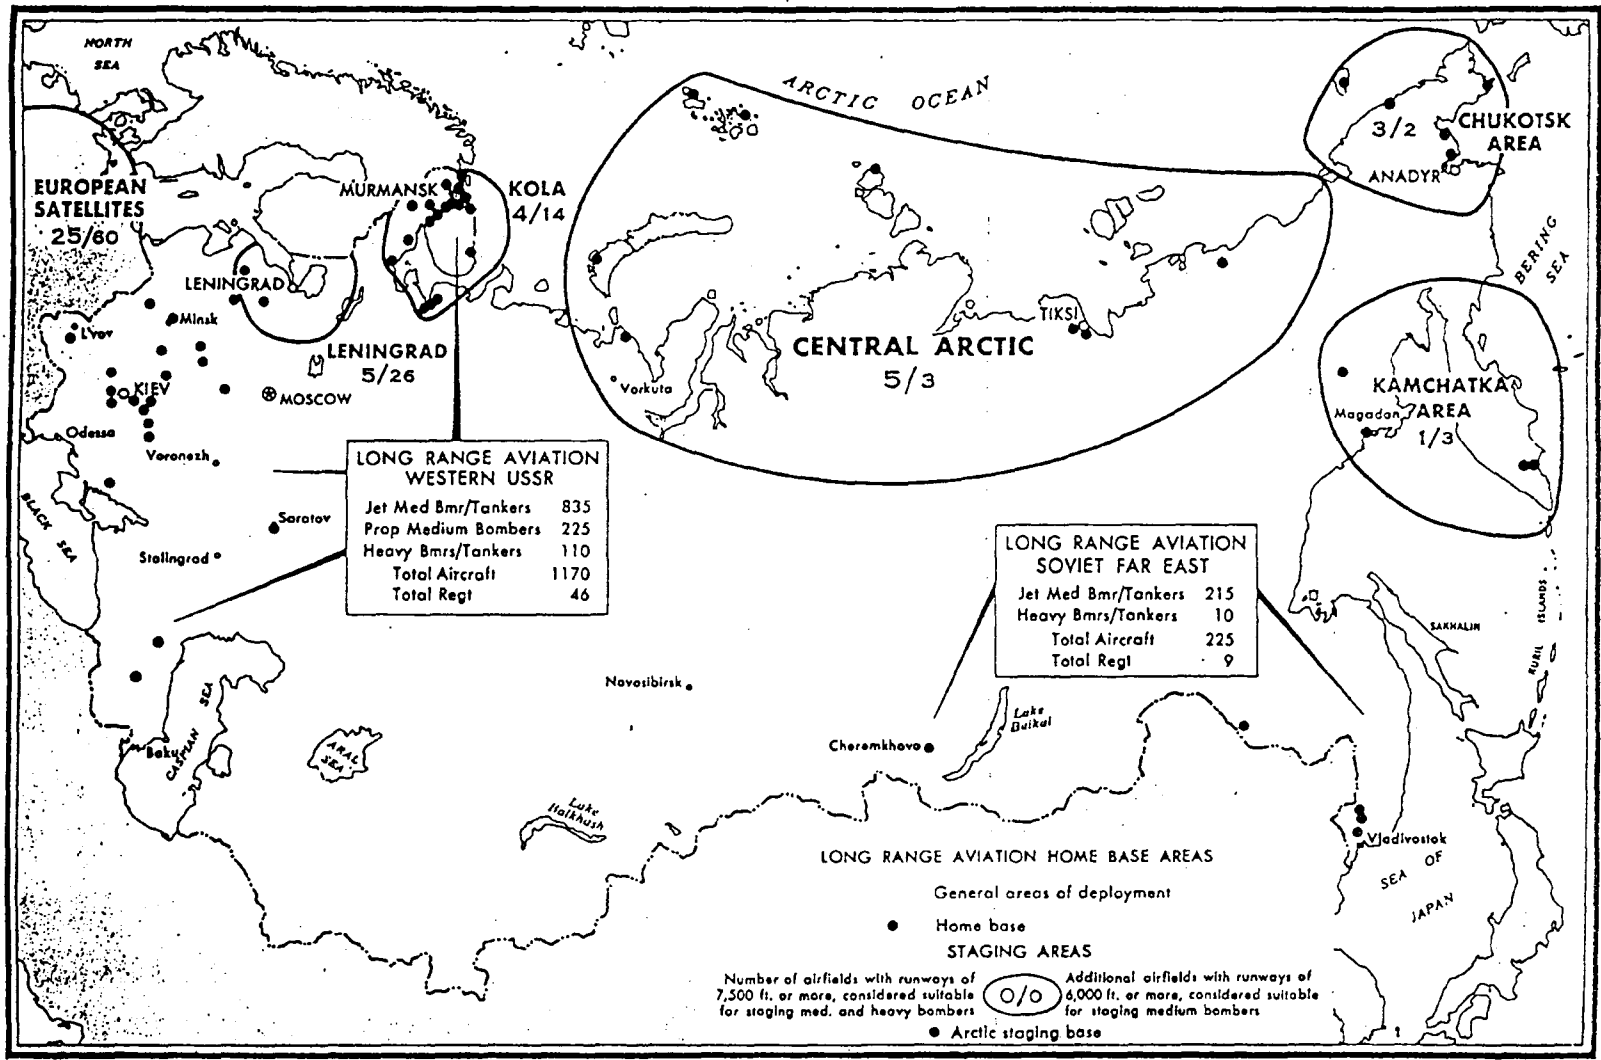 NORTH
SEA
ARCTIC OCEAN
3/2
CHUKOTSK
AREA
ANADYR
EUROPEAN
SATELLITES
25/60
MURMANSK
KOLA
4/14
BERING
SEA
LENINGRAD
Minsk
L'vov
LENINGRAD
5/26
TIKSI
CENTRAL ARCTIC
5/3
Vorkuta
KIEV
MOSCOW
KAMCHATKA
AREA
1/3
Magadan
Odessa
Voronezh
BLACK SEA
Saratov
Stalingrad
LONG RANGE AVIATION
WESTERN USSR
Jet Med Bmr/Tankers 835
Prop Medium Bombers 225
Heavy Bmrs/Tankers 110
Total Aircraft 1170
Total Regt 46
LONG RANGE AVIATION
SOVIET FAR EAST
Jet Med Bmr/Tankers 215
Heavy Bmrs/Tankers 10
Total Aircraft 225
Total Regt 9
SAKHALIN
KURIL ISLANDS
Novosibirsk
Lake
Baikal
Cheremkhovo
Baku
CASPIAN SEA
ARAL
SEA
Lake
Balkhash
Vladivostok
SEA OF
JAPAN
LONG RANGE AVIATION HOME BASE AREAS
General areas of deployment
Home base
STAGING AREAS
Number of airfields with runways of
7,500 ft. or more, considered suitable
for staging med. and heavy bombers
0/0
Additional airfields with runways of
6,000 ft. or more, considered suitable
for staging medium bombers
Arctic staging base